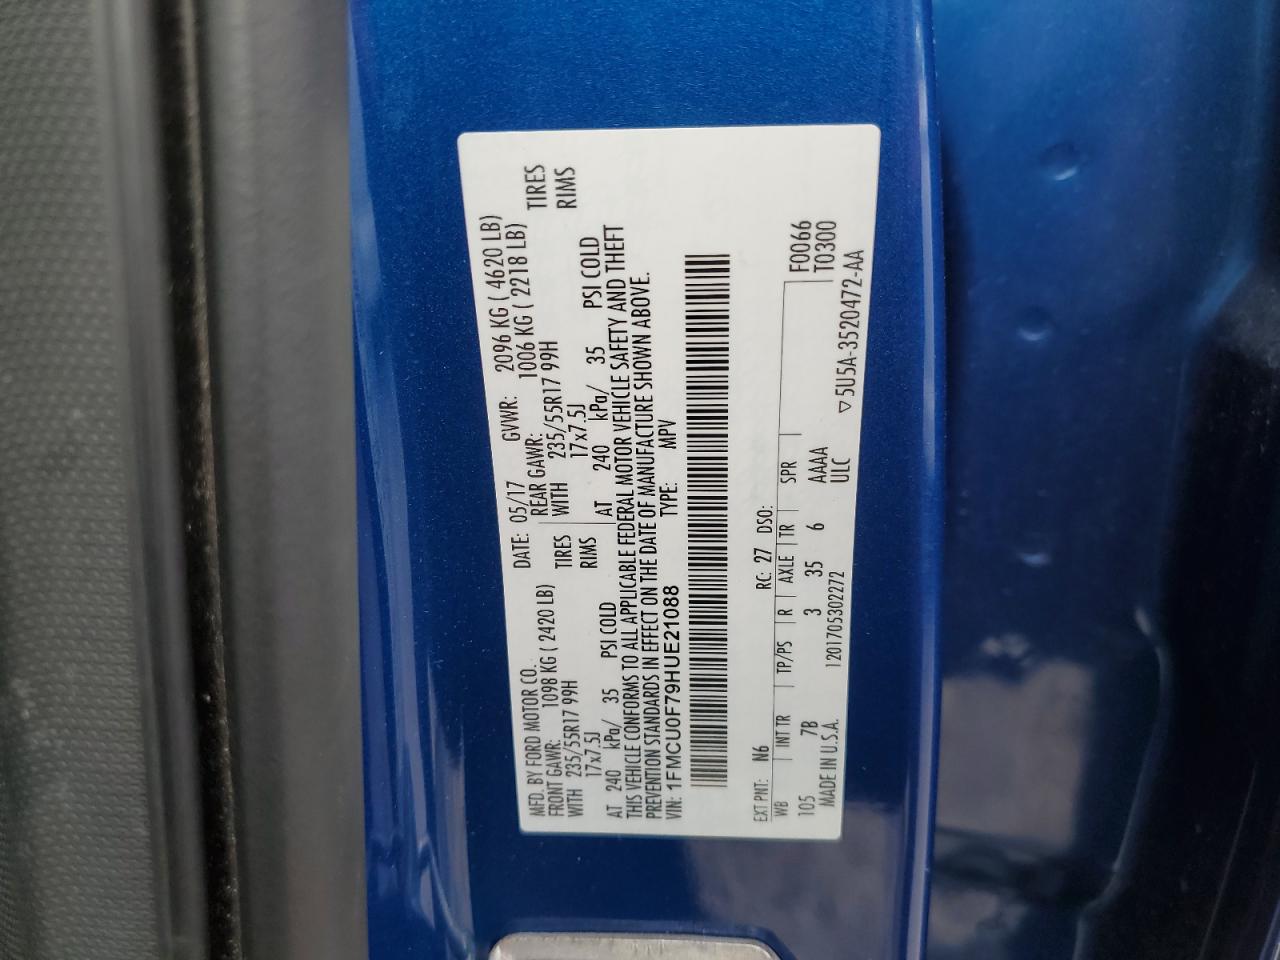 MFD. BY FORD MOTOR CO.
DATE: 05/17 GVWR: 2096 KG ( 4620 LB)
FRONT GAWR: 1098 KG ( 2420 LB) REAR GAWR: 1006 KG ( 2218 LB)
WITH 235/55R17 99H TIRES WITH 235/55R17 99H TIRES
17x7.5J RIMS 17x7.5J RIMS
AT 240 kPa/ 35 PSI COLD AT 240 kPa/ 35 PSI COLD
THIS VEHICLE CONFORMS TO ALL APPLICABLE FEDERAL MOTOR VEHICLE SAFETY AND THEFT
PREVENTION STANDARDS IN EFFECT ON THE DATE OF MANUFACTURE SHOWN ABOVE.
VIN: 1FMCU0F79HUE21088 TYPE: MPV
EXT PNT: N6 RC: 27 DSO: F0066
WB INT TR TP/PS R AXLE TR SPR T0300
105 7B 3 35 6 AAAA
MADE IN U.S.A. 1201705302272 ULC ▽5U5A-3520472-AA